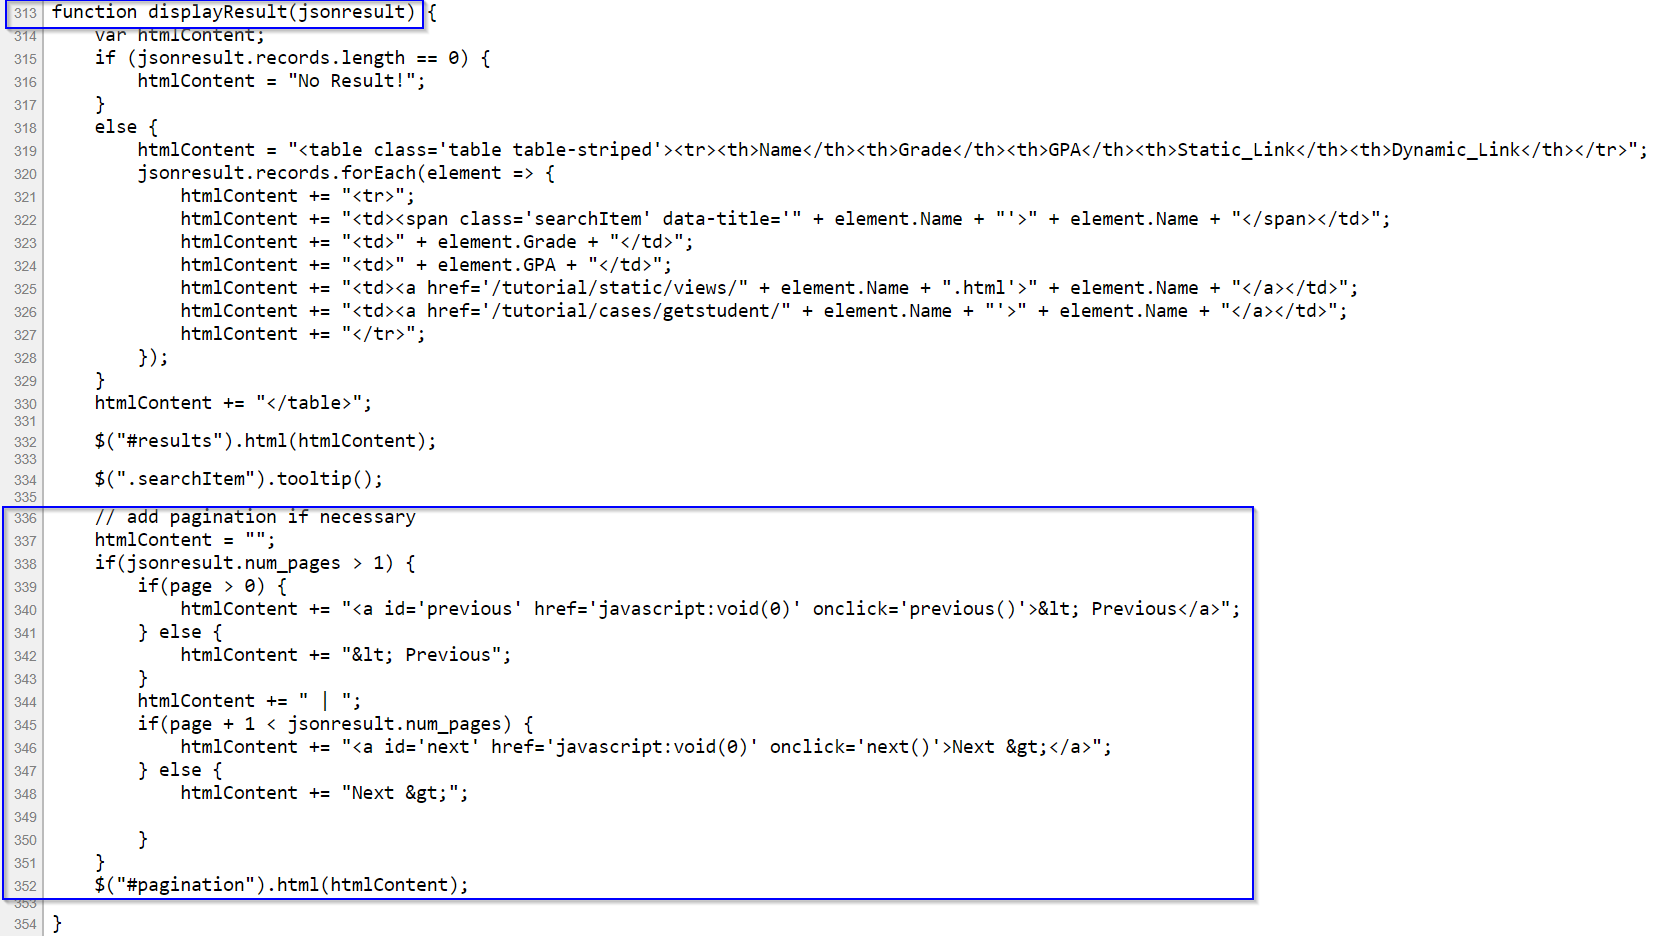 313 function displayResult(jsonresult) {
314     var htmlContent;
315     if (jsonresult.records.length == 0) {
316         htmlContent = "No Result!";
317     }
318     else {
319         htmlContent = "<table class='table table-striped'><tr><th>Name</th><th>Grade</th><th>GPA</th><th>Static_Link</th><th>Dynamic_Link</th></tr>";
320         jsonresult.records.forEach(element => {
321             htmlContent += "<tr>";
322             htmlContent += "<td><span class='searchItem' data-title='" + element.Name + "'>" + element.Name + "</span></td>";
323             htmlContent += "<td>" + element.Grade + "</td>";
324             htmlContent += "<td>" + element.GPA + "</td>";
325             htmlContent += "<td><a href='/tutorial/static/views/" + element.Name + ".html'>" + element.Name + "</a></td>";
326             htmlContent += "<td><a href='/tutorial/cases/getstudent/" + element.Name + "'>" + element.Name + "</a></td>";
327             htmlContent += "</tr>";
328         });
329     }
330     htmlContent += "</table>";
331
332     $("#results").html(htmlContent);
333
334     $(".searchItem").tooltip();
335
336     // add pagination if necessary
337     htmlContent = "";
338     if(jsonresult.num_pages > 1) {
339         if(page > 0) {
340             htmlContent += "<a id='previous' href='javascript:void(0)' onclick='previous()'>&lt; Previous</a>";
341         } else {
342             htmlContent += "&lt; Previous";
343         }
344         htmlContent += " | ";
345         if(page + 1 < jsonresult.num_pages) {
346             htmlContent += "<a id='next' href='javascript:void(0)' onclick='next()'>Next &gt;</a>";
347         } else {
348             htmlContent += "Next &gt;";
349
350         }
351     }
352     $("#pagination").html(htmlContent);
353
354 }